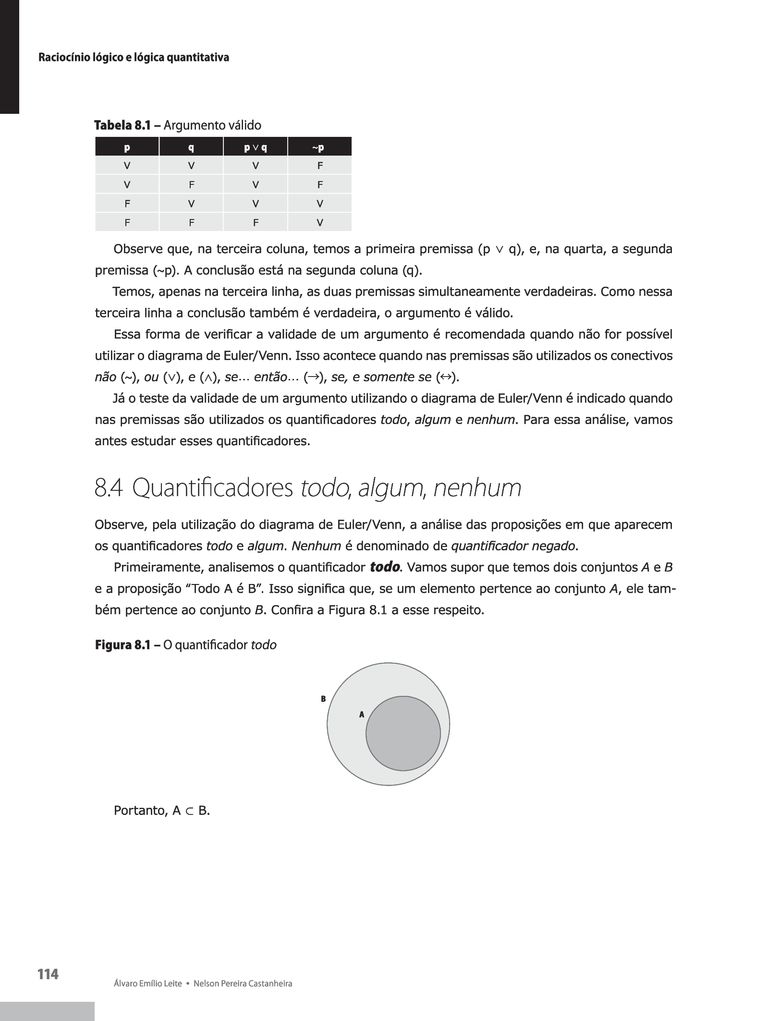 Raciocínio lógico e lógica quantitativa
Tabela 8.1 – Argumento válido
p q p ∨ q ~p
V V V F
V F V F
F V V V
F F F V
Observe que, na terceira coluna, temos a primeira premissa (p ∨ q), e, na quarta, a segunda
premissa (~p). A conclusão está na segunda coluna (q).
Temos, apenas na terceira linha, as duas premissas simultaneamente verdadeiras. Como nessa
terceira linha a conclusão também é verdadeira, o argumento é válido.
Essa forma de verificar a validade de um argumento é recomendada quando não for possível
utilizar o diagrama de Euler/Venn. Isso acontece quando nas premissas são utilizados os conectivos
não (~), ou (∨), e (∧), se... então... (→), se, e somente se (↔).
Já o teste da validade de um argumento utilizando o diagrama de Euler/Venn é indicado quando
nas premissas são utilizados os quantificadores todo, algum e nenhum. Para essa análise, vamos
antes estudar esses quantificadores.
8.4 Quantificadores todo, algum, nenhum
Observe, pela utilização do diagrama de Euler/Venn, a análise das proposições em que aparecem
os quantificadores todo e algum. Nenhum é denominado de quantificador negado.
Primeiramente, analisemos o quantificador todo. Vamos supor que temos dois conjuntos A e B
e a proposição “Todo A é B”. Isso significa que, se um elemento pertence ao conjunto A, ele tam-
bém pertence ao conjunto B. Confira a Figura 8.1 a esse respeito.
Figura 8.1 – O quantificador todo
B
A
Portanto, A ⊂ B.
114
Álvaro Emílio Leite • Nelson Pereira Castanheira